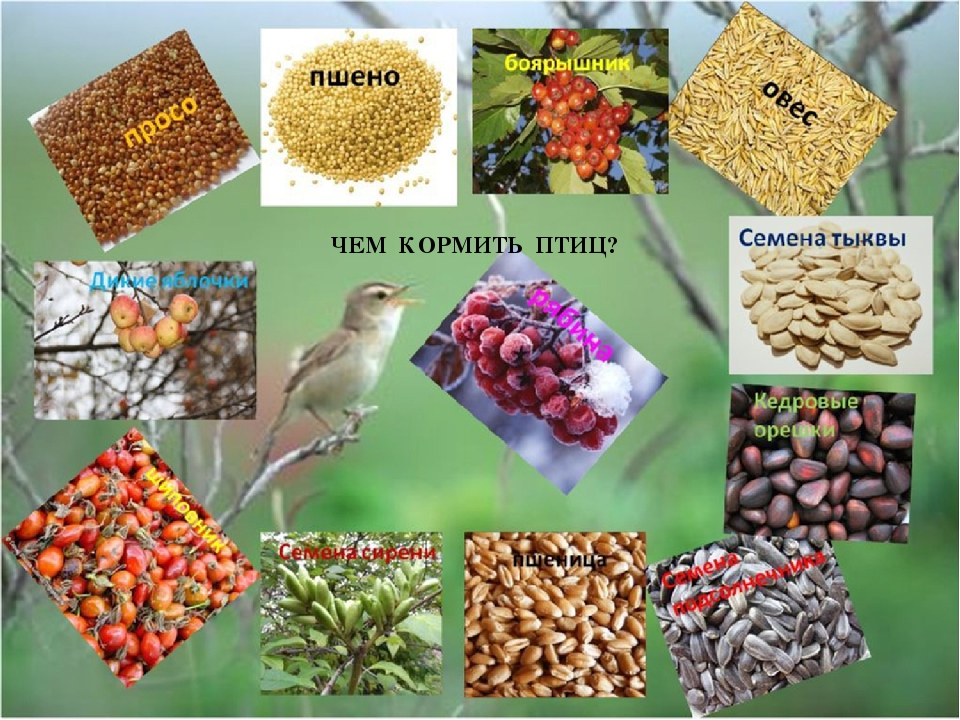 просо
пшено
боярышник
овес
ЧЕМ КОРМИТЬ ПТИЦ?
Семена тыквы
Дикие яблочки
рябина
Кедровые
орешки
шиповник
Семена сирени
пшеница
Семена
подсолнечника